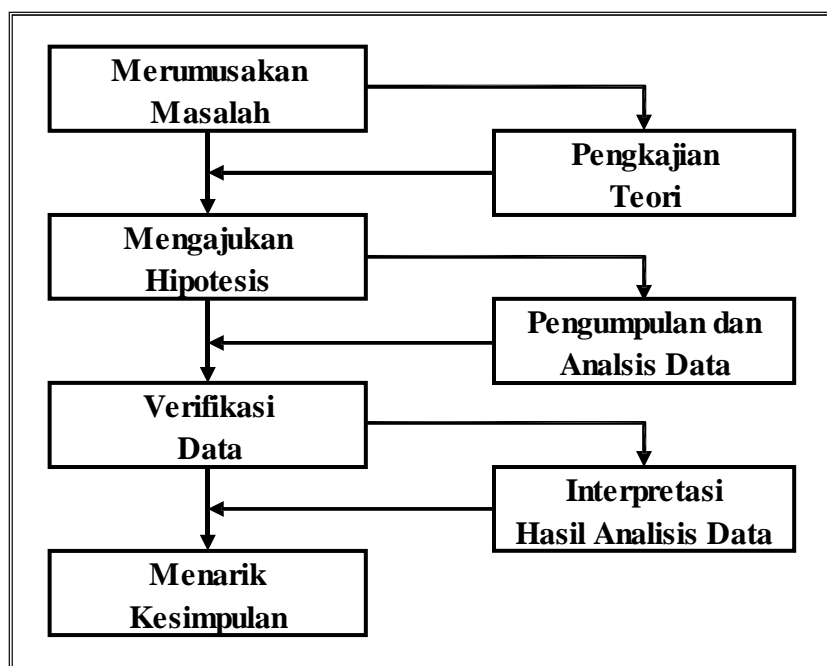 Merumusakan
Masalah
Pengkajian
Teori
Mengajukan
Hipotesis
Pengumpulan dan
Analsis Data
Verifikasi
Data
Interpretasi
Hasil Analisis Data
Menarik
Kesimpulan